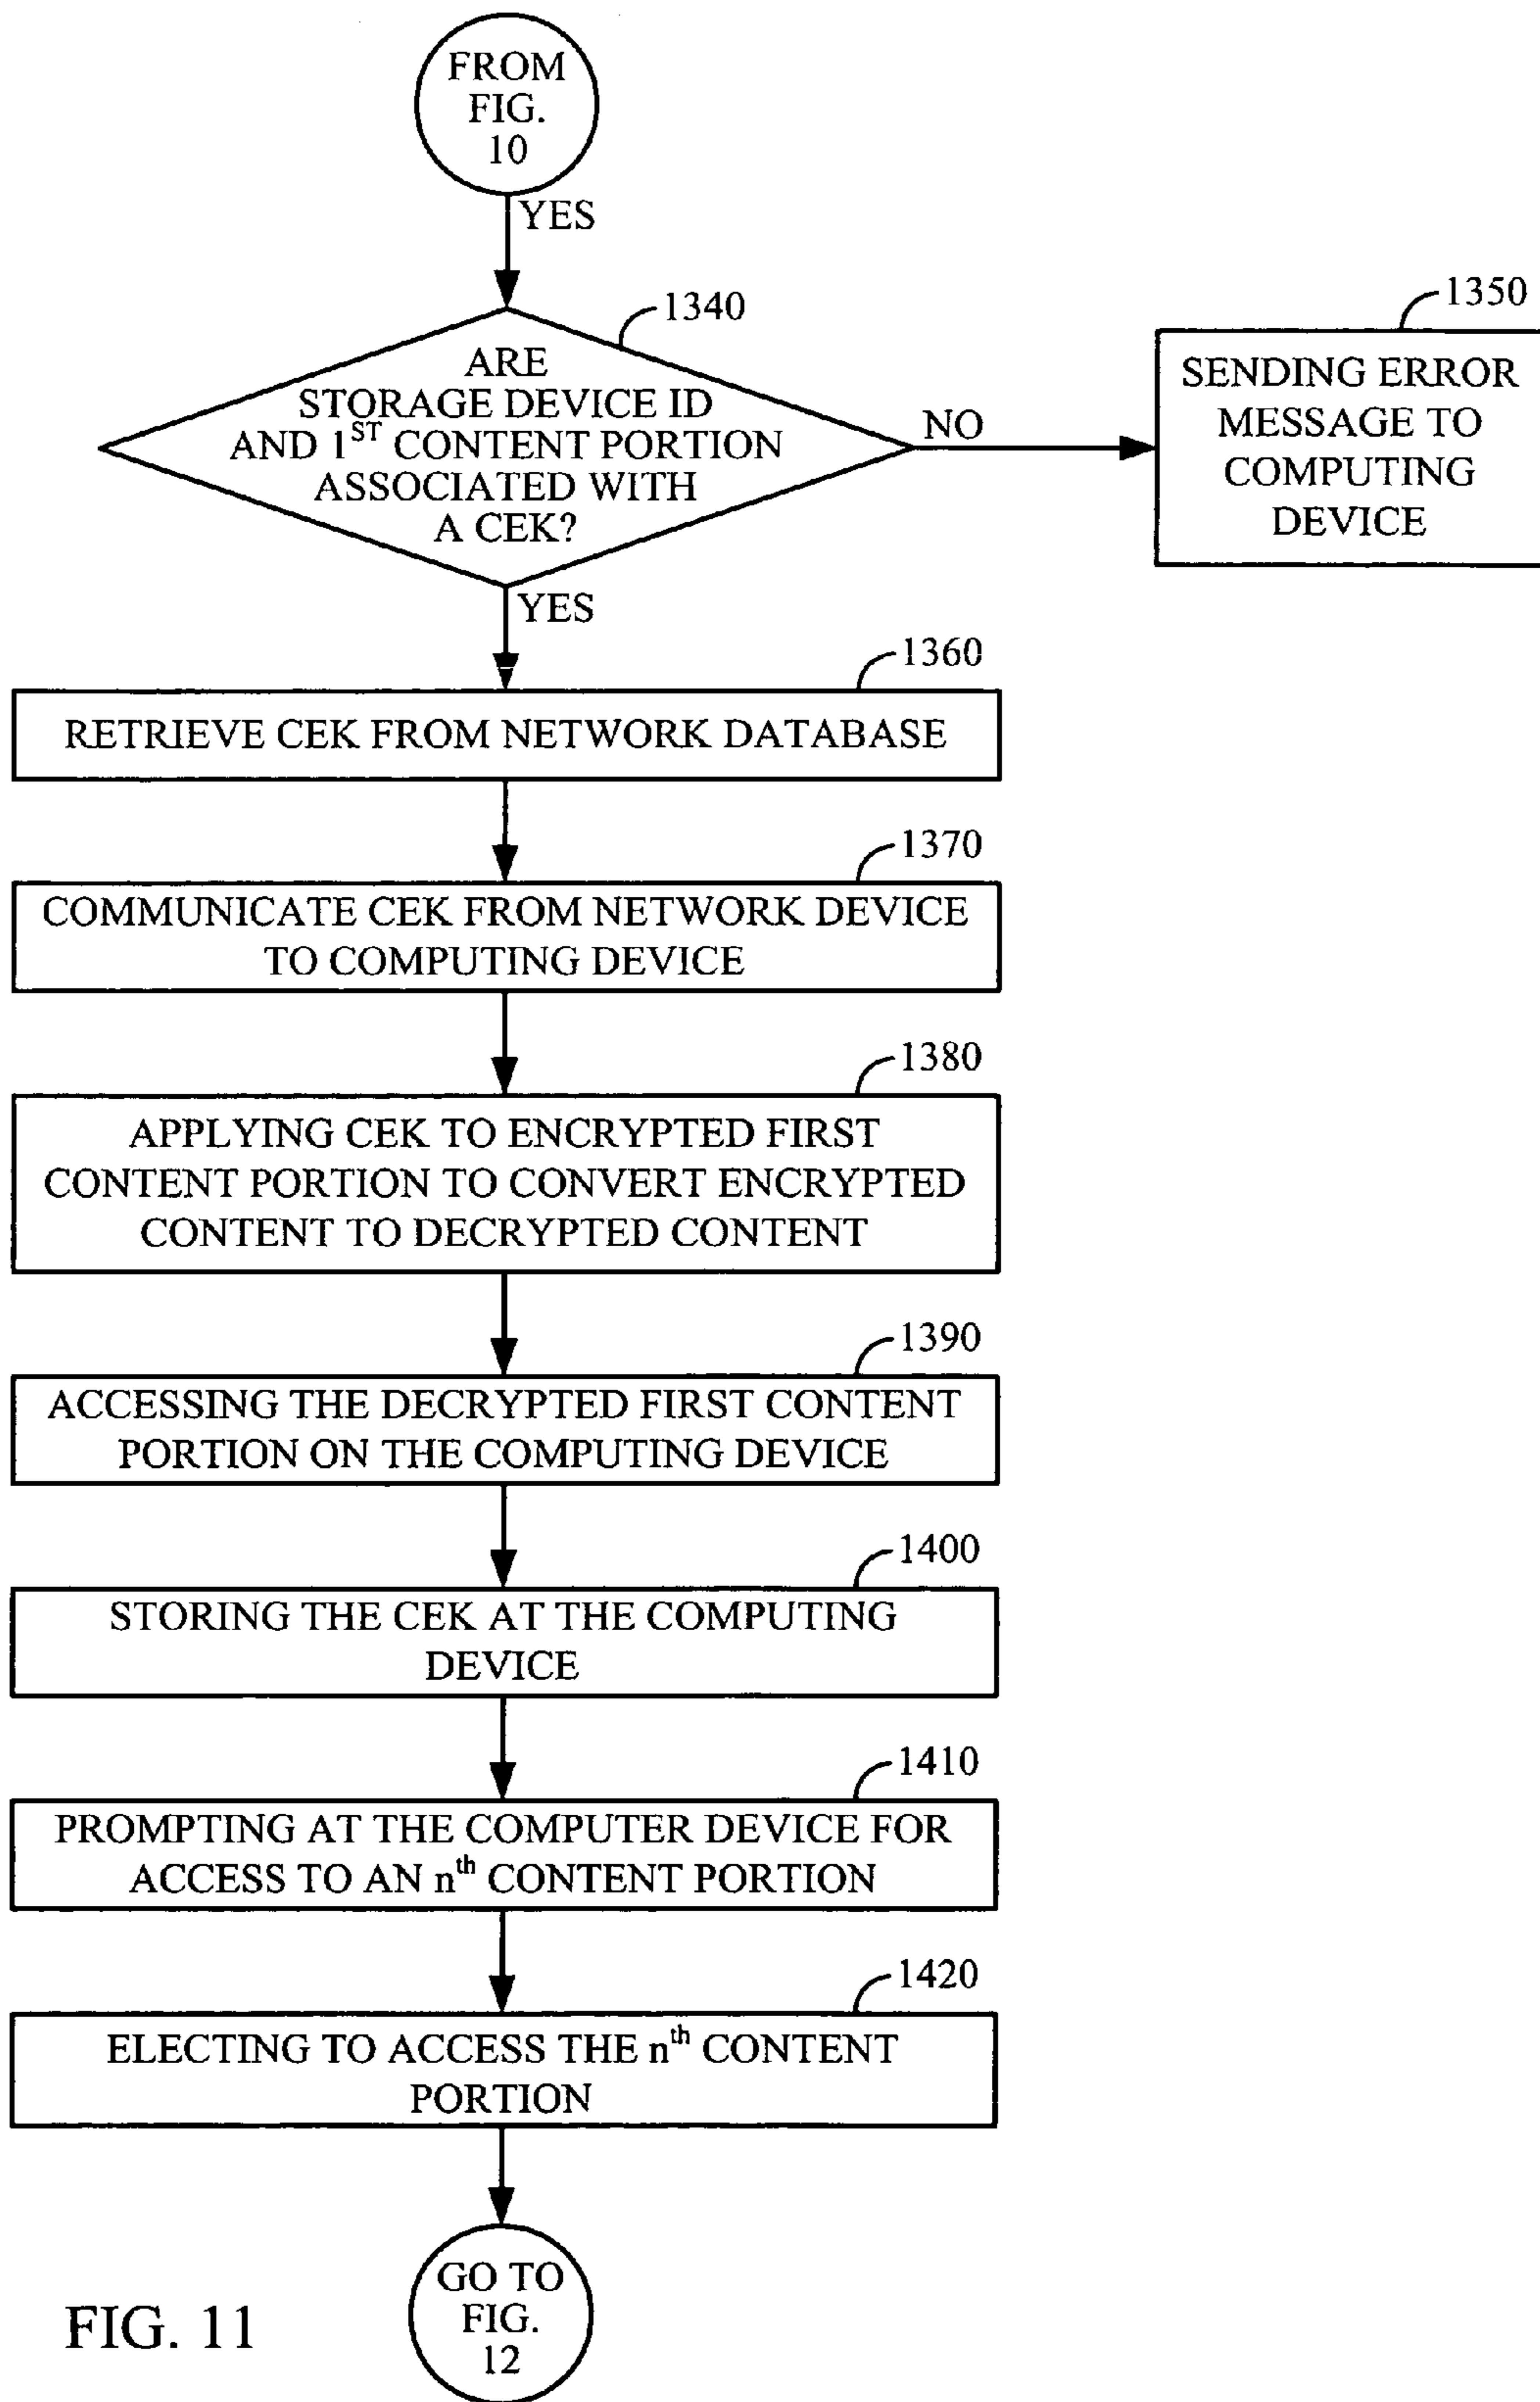 FROM
FIG.
10
YES
1340
ARE
STORAGE DEVICE ID
AND 1ST CONTENT PORTION
ASSOCIATED WITH
A CEK?
NO
1350
SENDING ERROR
MESSAGE TO
COMPUTING
DEVICE
YES
1360
RETRIEVE CEK FROM NETWORK DATABASE
1370
COMMUNICATE CEK FROM NETWORK DEVICE
TO COMPUTING DEVICE
1380
APPLYING CEK TO ENCRYPTED FIRST
CONTENT PORTION TO CONVERT ENCRYPTED
CONTENT TO DECRYPTED CONTENT
1390
ACCESSING THE DECRYPTED FIRST CONTENT
PORTION ON THE COMPUTING DEVICE
1400
STORING THE CEK AT THE COMPUTING
DEVICE
1410
PROMPTING AT THE COMPUTER DEVICE FOR
ACCESS TO AN nth CONTENT PORTION
1420
ELECTING TO ACCESS THE nth CONTENT
PORTION
GO TO
FIG.
12
FIG. 11